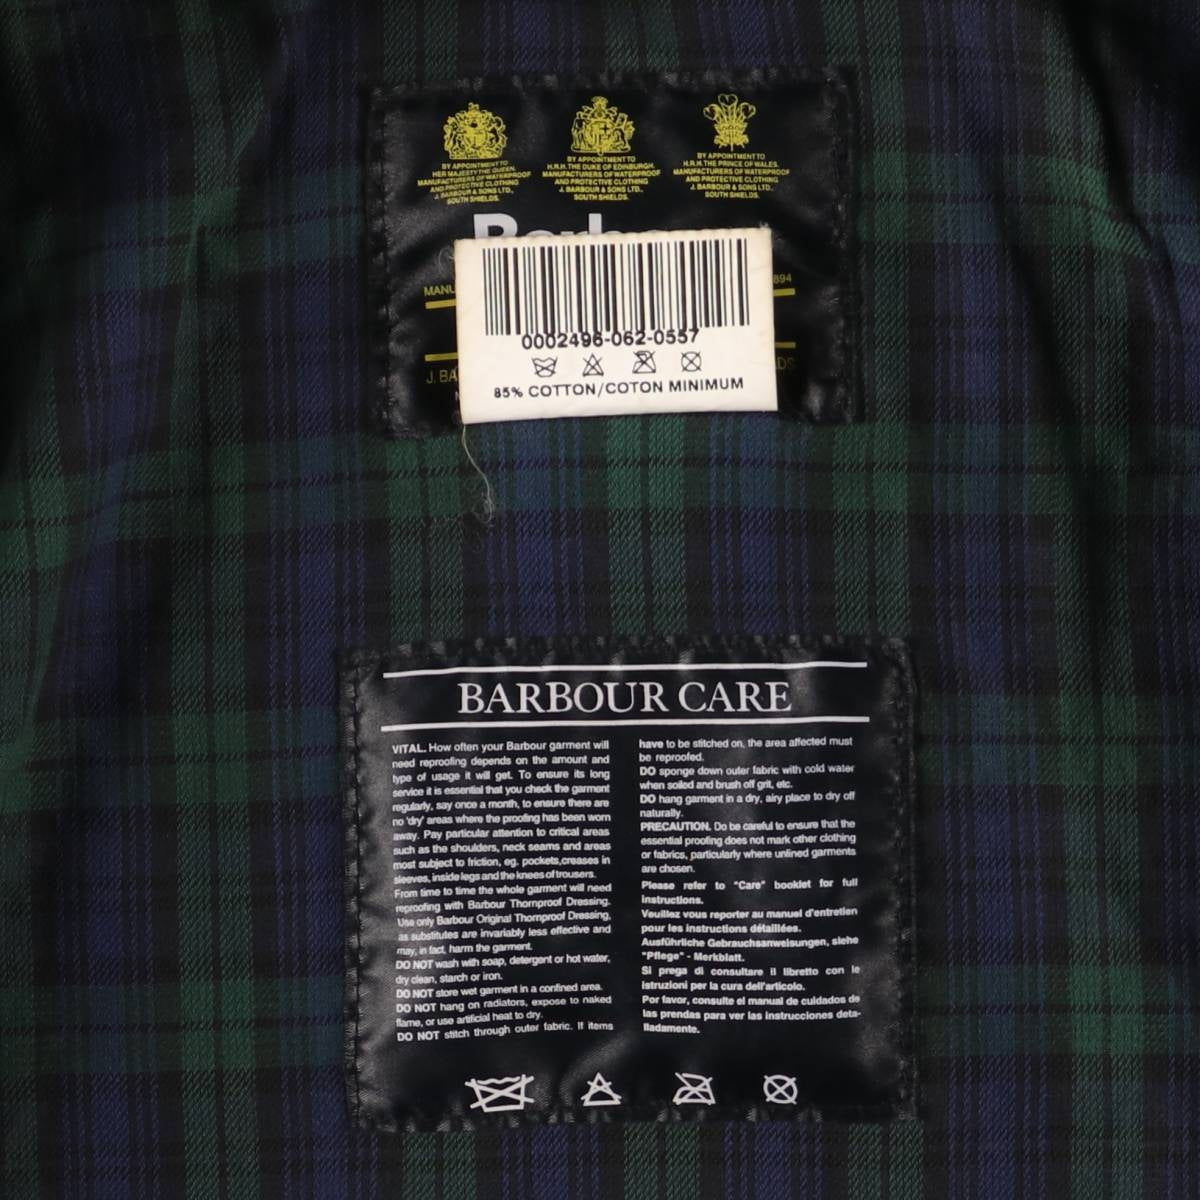 BY APPOINTMENT TO
HER MAJESTY THE QUEEN
MANUFACTURERS OF WATERPROOF
AND PROTECTIVE CLOTHING
J. BARBOUR & SONS LTD.,
SOUTH SHIELDS.
BY APPOINTMENT TO
H.R.H. THE DUKE OF EDINBURGH.
MANUFACTURERS OF WATERPROOF
AND PROTECTIVE CLOTHING
J. BARBOUR & SONS LTD.,
SOUTH SHIELDS.
BY APPOINTMENT TO
H.R.H. THE PRINCE OF WALES.
MANUFACTURERS OF WATERPROOF
AND PROTECTIVE CLOTHING
J. BARBOUR & SONS LTD.,
SOUTH SHIELDS.
MANU
894
0002496-062-0557
85% COTTON/COTON MINIMUM
J. BA
DS
BARBOUR CARE
VITAL. How often your Barbour garment will
need reproofing depends on the amount and
type of usage it will get. To ensure its long
service it is essential that you check the garment
regularly, say once a month, to ensure there are
no 'dry' areas where the proofing has been worn
away. Pay particular attention to critical areas
such as the shoulders, neck seams and areas
most subject to friction, eg. pockets,creases in
sleeves, inside legs and the knees of trousers.
From time to time the whole garment will need
reproofing with Barbour Thornproof Dressing.
Use only Barbour Original Thornproof Dressing,
as substitutes are invariably less effective and
may, in fact, harm the garment.
DO NOT wash with soap, detergent or hot water,
dry clean, starch or iron.
DO NOT store wet garment in a confined area.
DO NOT hang on radiators, expose to naked
flame, or use artificial heat to dry.
DO NOT stitch through outer fabric. If items
have to be stitched on, the area affected must
be reproofed.
DO sponge down outer fabric with cold water
when soiled and brush off grit, etc.
DO hang garment in a dry, airy place to dry off
naturally.
PRECAUTION. Do be careful to ensure that the
essential proofing does not mark other clothing
or fabrics, particularly where unlined garments
are chosen.
Please refer to "Care" booklet for full
instructions.
Veuillez vous reporter au manuel d'entretien
pour les instructions détaillées.
Ausführliche Gebrauchsanweisungen, siehe
"Pflege" - Merkblatt.
Si prega di consultare il libretto con le
istruzioni per la cura dell'articolo.
Por favor, consulte el manual de cuidados de
las prendas para ver las instrucciones deta-
lladamente.